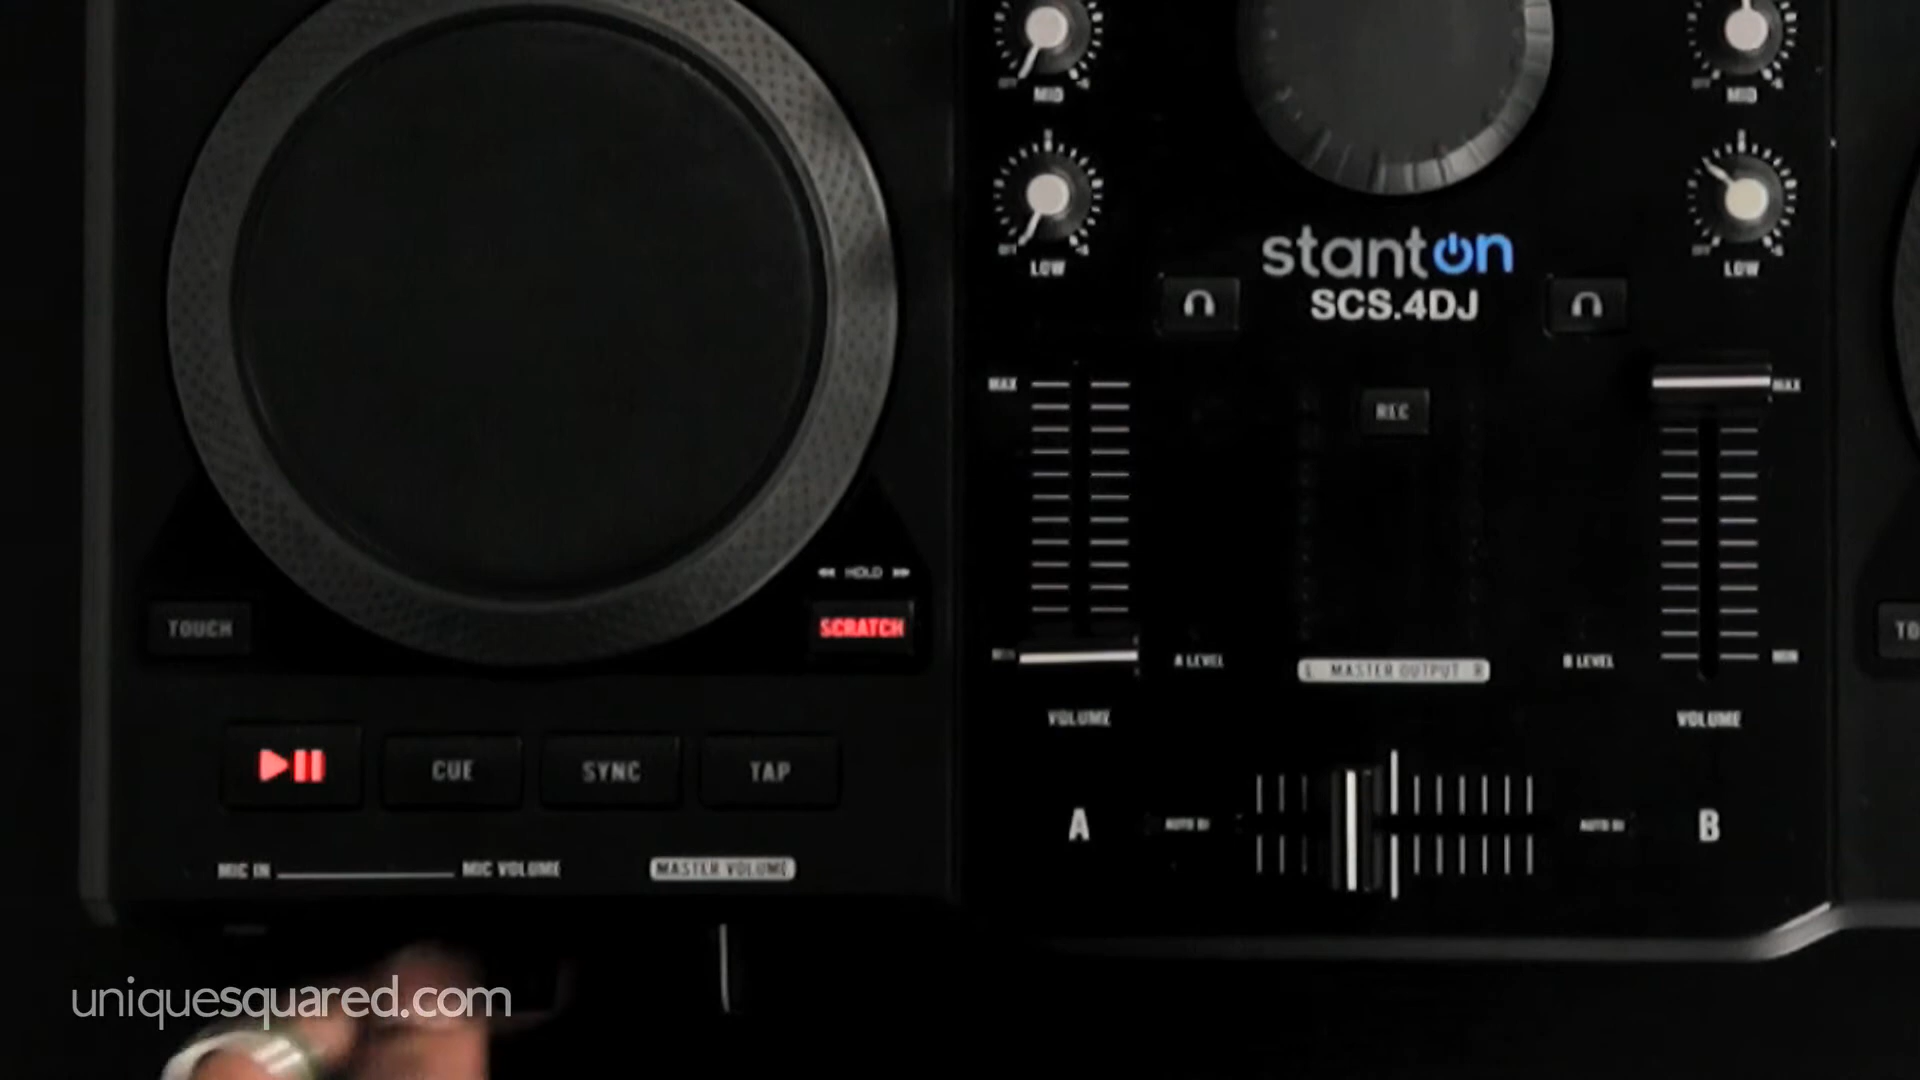 MID
MID
LOW
LOW
stanton
SCS.4DJ
MAX
MAX
REC
HOLD
TOUCH
SCRATCH
MIN
A LEVEL
L MASTER OUTPUT R
B LEVEL
MIN
VOLUME
VOLUME
CUE
SYNC
TAP
A
B
MIC IN
MIC VOLUME
MASTER VOLUME
uniquesquared.com